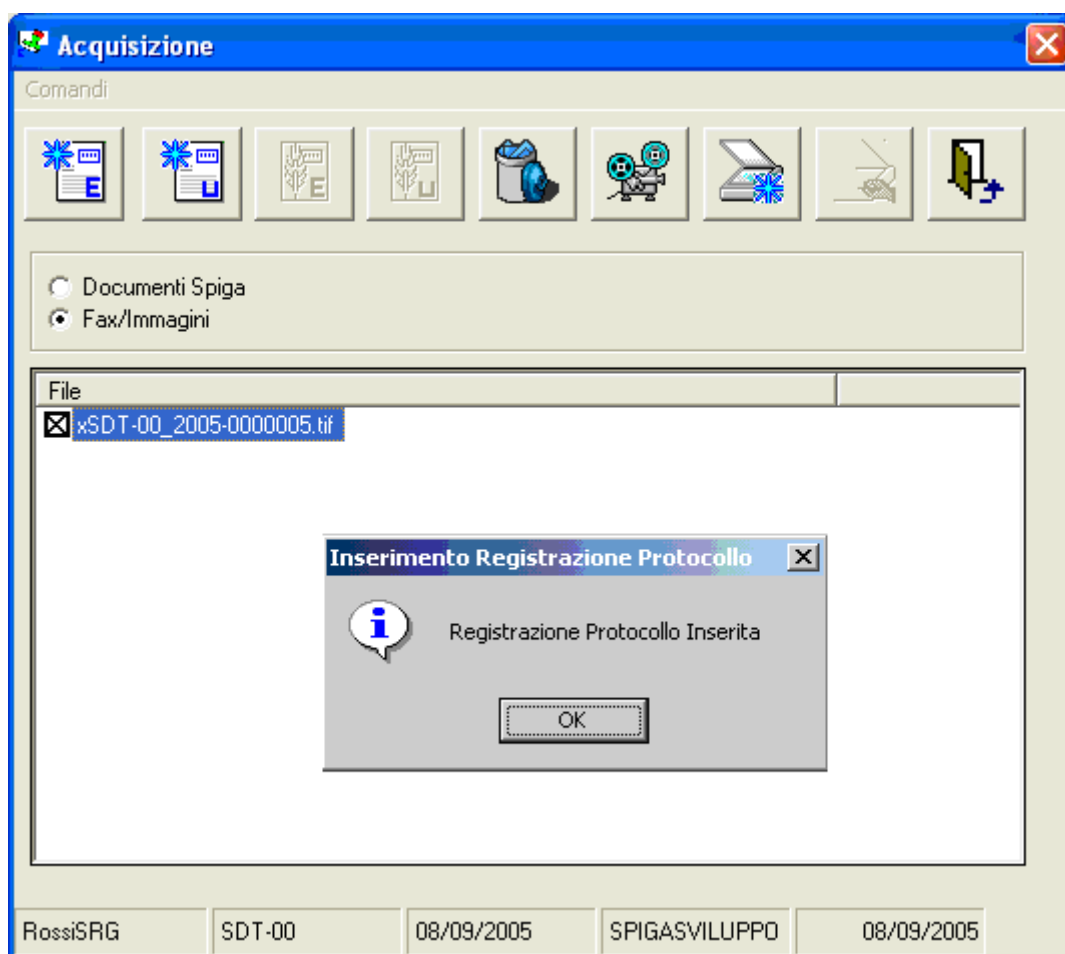 Acquisizione
Comandi
E U E U
Documenti Spiga
Fax/Immagini
File
xSDT-00_2005-0000005.tif
Inserimento Registrazione Protocollo
Registrazione Protocollo Inserita
OK
RossiSRG SDT-00 08/09/2005 SPIGASVILUPPO 08/09/2005